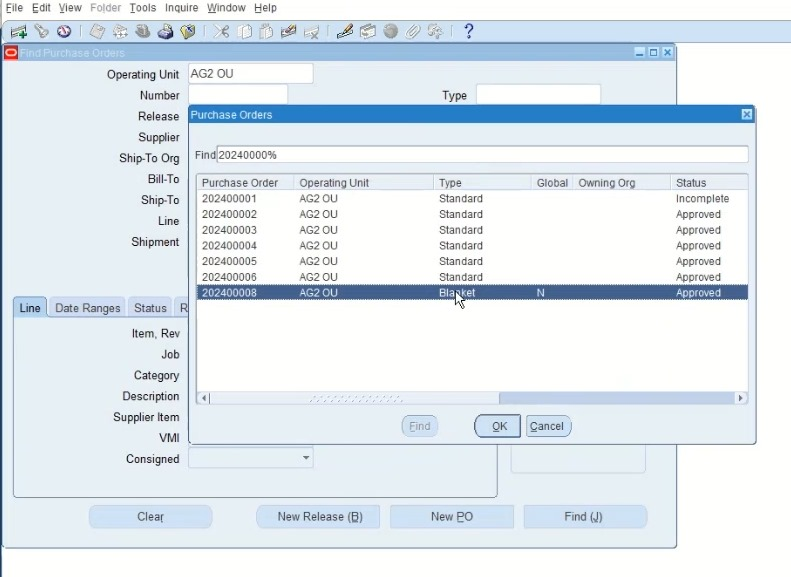 File Edit View Folder Tools Inquire Window Help
Find Purchase Orders
Operating Unit AG2 OU
Number Type
Release
Supplier
Ship-To Org
Bill-To
Ship-To
Line
Shipment
Purchase Orders
Find 20240000%
Purchase Order Operating Unit Type Global Owning Org Status
202400001 AG2 OU Standard Incomplete
202400002 AG2 OU Standard Approved
202400003 AG2 OU Standard Approved
202400004 AG2 OU Standard Approved
202400005 AG2 OU Standard Approved
202400006 AG2 OU Standard Approved
202400008 AG2 OU Blanket N Approved
Find OK Cancel
Line Date Ranges Status R
Item, Rev
Job
Category
Description
Supplier Item
VMI
Consigned
Clear New Release (B) New PO Find (J)